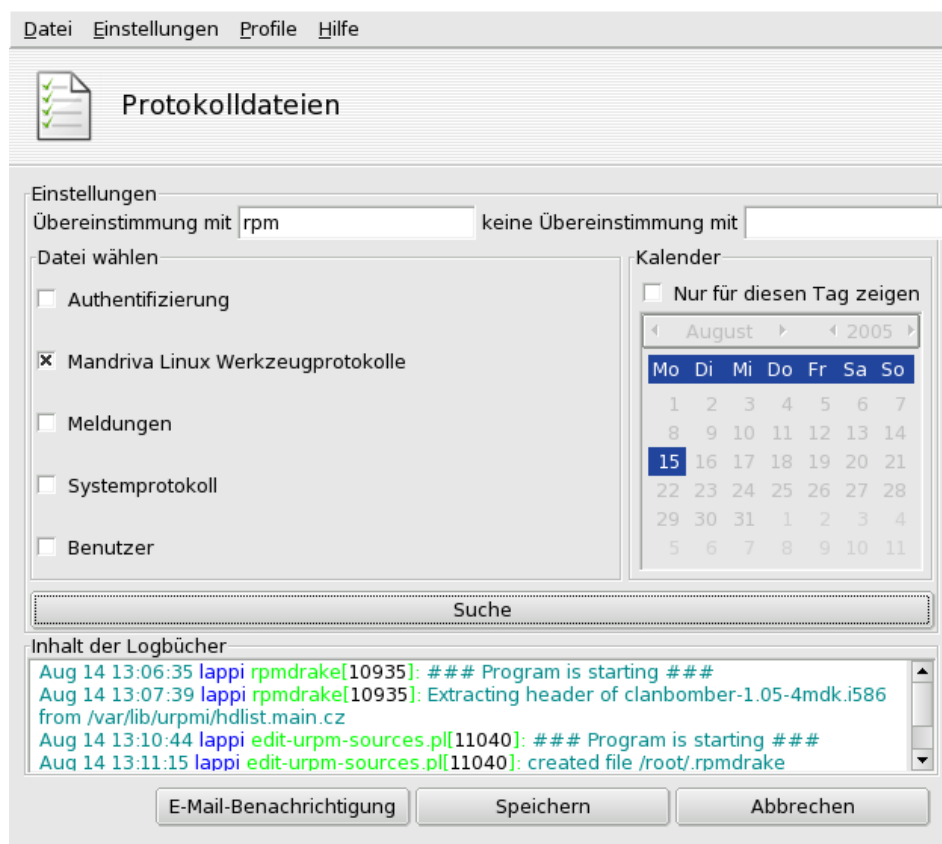 Datei Einstellungen Profile Hilfe
Protokolldateien
Einstellungen
Übereinstimmung mit rpm keine Übereinstimmung mit
Datei wählen
Authentifizierung
Mandriva Linux Werkzeugprotokolle
Meldungen
Systemprotokoll
Benutzer
Kalender
Nur für diesen Tag zeigen
August 2005
Mo Di Mi Do Fr Sa So
1 2 3 4 5 6 7
8 9 10 11 12 13 14
15 16 17 18 19 20 21
22 23 24 25 26 27 28
29 30 31 1 2 3 4
5 6 7 8 9 10 11
Suche
Inhalt der Logbücher
Aug 14 13:06:35 lappi rpmdrake[10935]: ### Program is starting ###
Aug 14 13:07:39 lappi rpmdrake[10935]: Extracting header of clanbomber-1.05-4mdk.i586
from /var/lib/urpmi/hdlist.main.cz
Aug 14 13:10:44 lappi edit-urpm-sources.pl[11040]: ### Program is starting ###
Aug 14 13:11:15 lappi edit-urpm-sources.pl[11040]: created file /root/.rpmdrake
E-Mail-Benachrichtigung Speichern Abbrechen